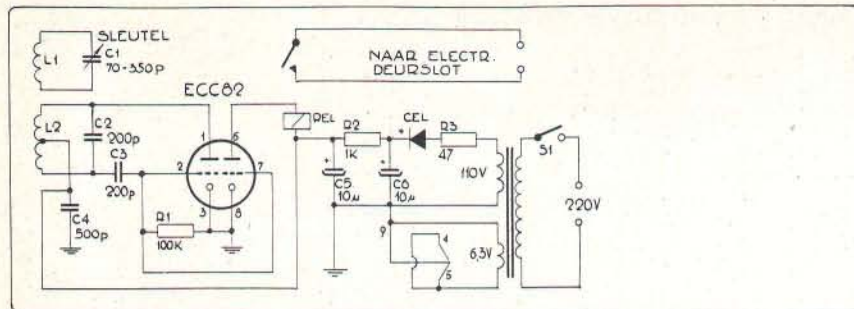 SLEUTEL
L1
C1
70-350p
NAAR ELECTR.
DEURSLOT
ECC82
L2
C2
200p
C3
200p
1
6
2
7
3
8
R1
100K
C4
500p
REL
R2
1K
CEL
R3
47
C5
10µ
C6
10µ
110V
S1
220V
9
4
5
6,3V